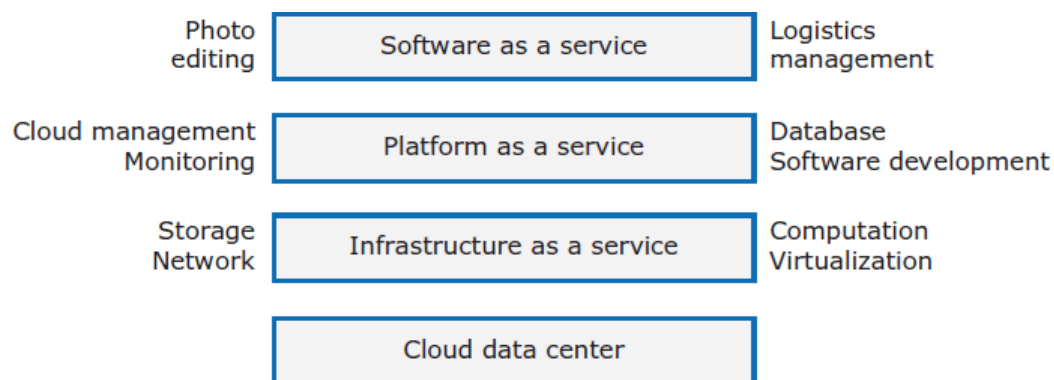 Photo
editing
Software as a service
Logistics
management
Cloud management
Monitoring
Platform as a service
Database
Software development
Storage
Network
Infrastructure as a service
Computation
Virtualization
Cloud data center